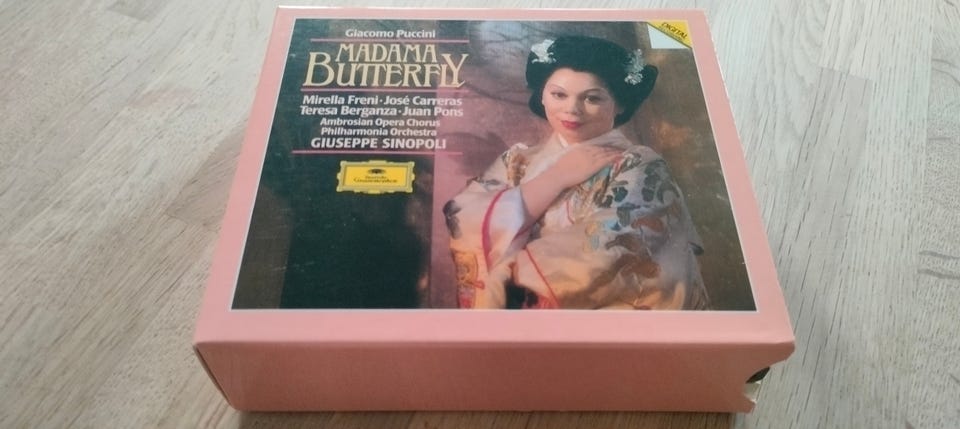 Giacomo Puccini
MADAMA
BUTTERFLY
Mirella Freni · José Carreras
Teresa Berganza · Juan Pons
Ambrosian Opera Chorus
Philharmonia Orchestra
GIUSEPPE SINOPOLI
Deutsche
Grammophon
DIGITAL